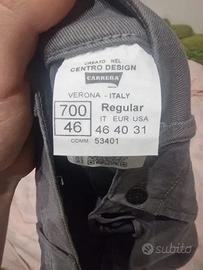 CREATO NEL
CENTRO DESIGN
CARRERA
VERONA - ITALY
700
46
Regular
IT EUR USA
46 40 31
COMM 53401
subito